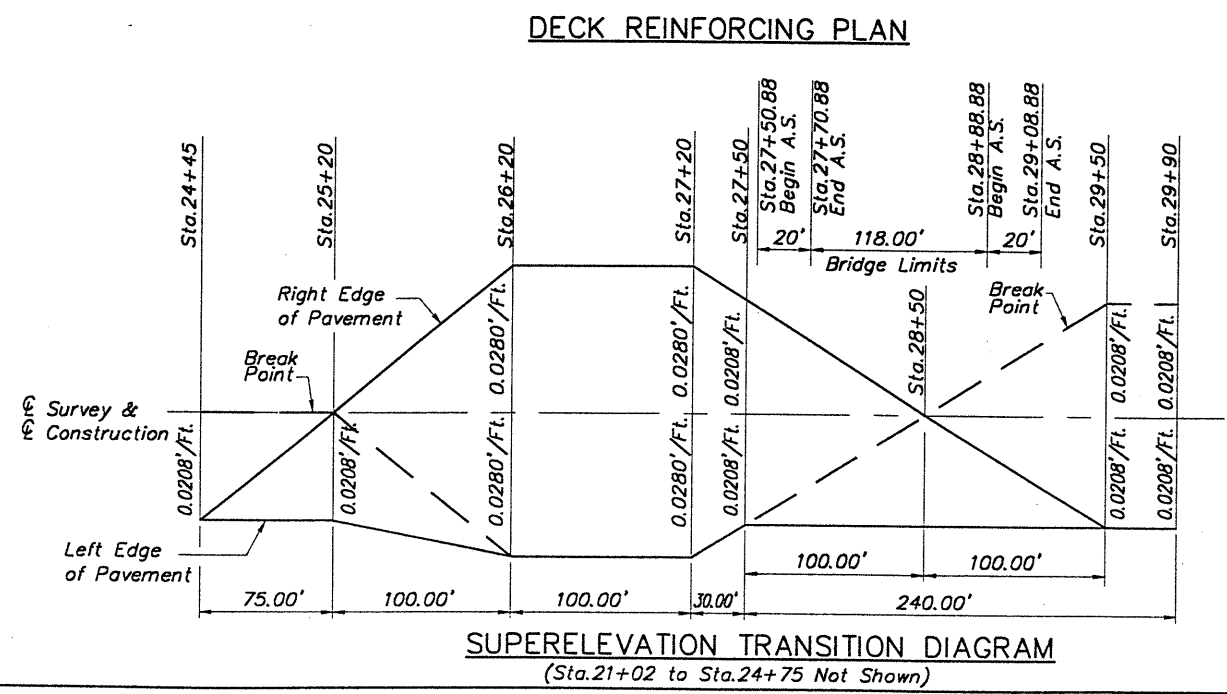 DECK REINFORCING PLAN
Sta.24+45
Sta.25+20
Sta.26+20
Sta.27+20
Sta.27+50
Sta.27+50.88
Begin A.S.
Sta.27+70.88
End A.S.
Sta.28+88.88
Begin A.S.
Sta.29+08.88
End A.S.
Sta.29+50
Sta.29+90
20'
118.00'
20'
Bridge Limits
Sta.28+50
Break
Point
Right Edge
of Pavement
Break
Point
℄ Survey &
℄ Construction
0.0280'/Ft.
0.0280'/Ft.
0.0208'/Ft.
0.0208'/Ft.
0.0208'/Ft.
0.0208'/Ft.
0.0208'/Ft.
0.0280'/Ft.
0.0280'/Ft.
0.0208'/Ft.
0.0208'/Ft.
0.0208'/Ft.
Left Edge
of Pavement
100.00'
100.00'
75.00'
100.00'
100.00'
30.00'
240.00'
SUPERELEVATION TRANSITION DIAGRAM
(Sta.21+02 to Sta.24+75 Not Shown)